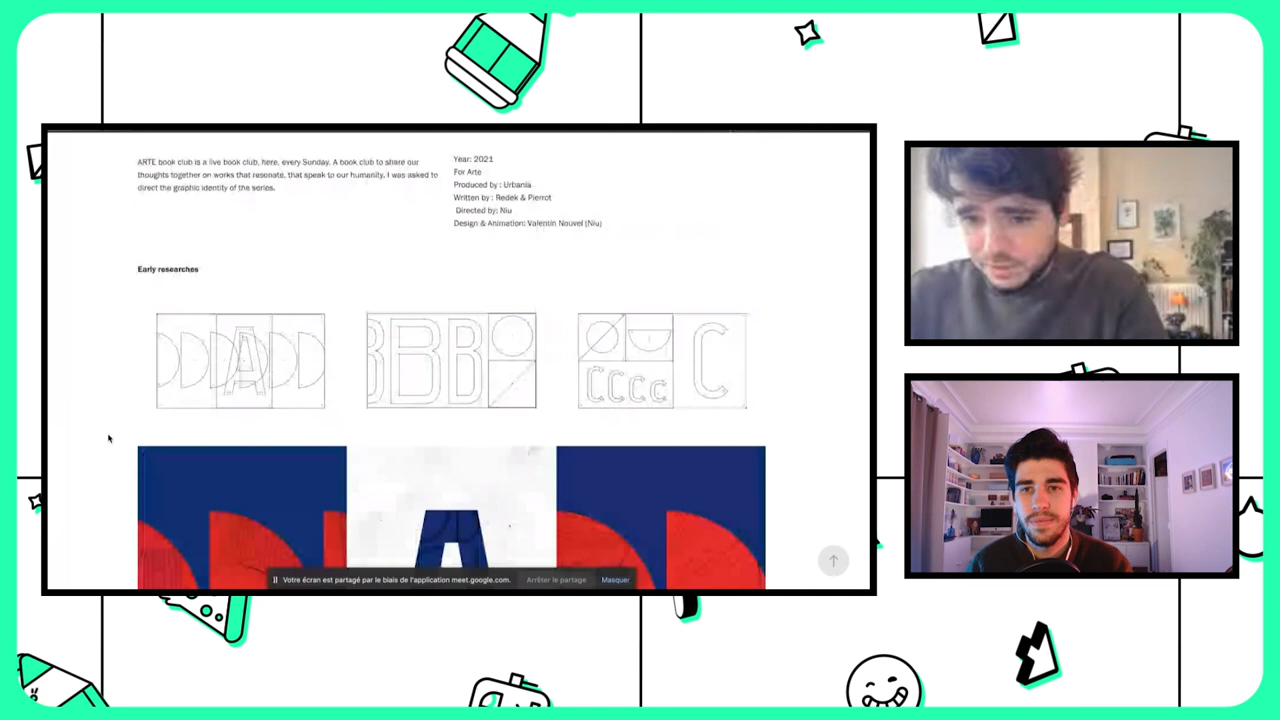 ARTE book club is a live book club, here, every Sunday. A book club to share our
thoughts together on works that resonate, that speak to our humanity. I was asked to
direct the graphic identity of the series.
Year: 2021
For Arte
Produced by : Urbania
Written by : Redek & Pierrot
Directed by: Niu
Design & Animation: Valentin Nouvel (Niu)
Early researches
D D D A D D
B B B
C C C C C
A
Votre écran est partagé par le biais de l'application meet.google.com. Arrêter le partage Masquer